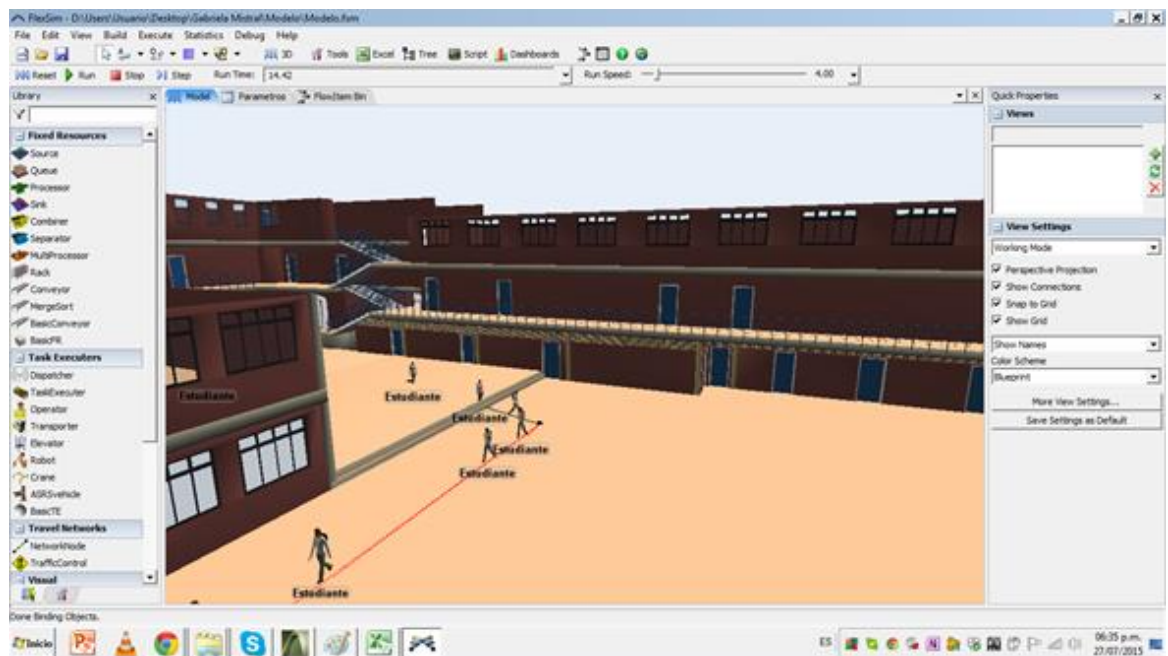 FlexSim - D:\Users\Usuario\Desktop\Gabriela Mistral\Modelo\Modelo.fsm
File Edit View Build Execute Statistics Debug Help
3D Tools Excel Tree Script Dashboards
Reset Run Stop Step Run Time: 14.42 Run Speed: 4.00
Library
Model Parametros FlowItem Bin
Quick Properties
Views
Fixed Resources
Source
Queue
Processor
Sink
Combiner
Separator
MultiProcessor
Rack
Conveyor
MergeSort
BasicConveyor
BasicFR
Task Executers
Dispatcher
TaskExecuter
Operator
Transporter
Elevator
Robot
Crane
ASRSvehicle
BasicTE
Travel Networks
NetworkNode
TrafficControl
Visual
Estudiante
Estudiante
Estudiante
Estudiante
Estudiante
Estudiante
View Settings
Working Mode
Perspective Projection
Show Connections
Snap to Grid
Show Grid
Show Names
Color Scheme
Blueprint
More View Settings...
Save Settings as Default
Done Binding Objects.
Inicio
ES
06:35 p.m.
27/07/2015